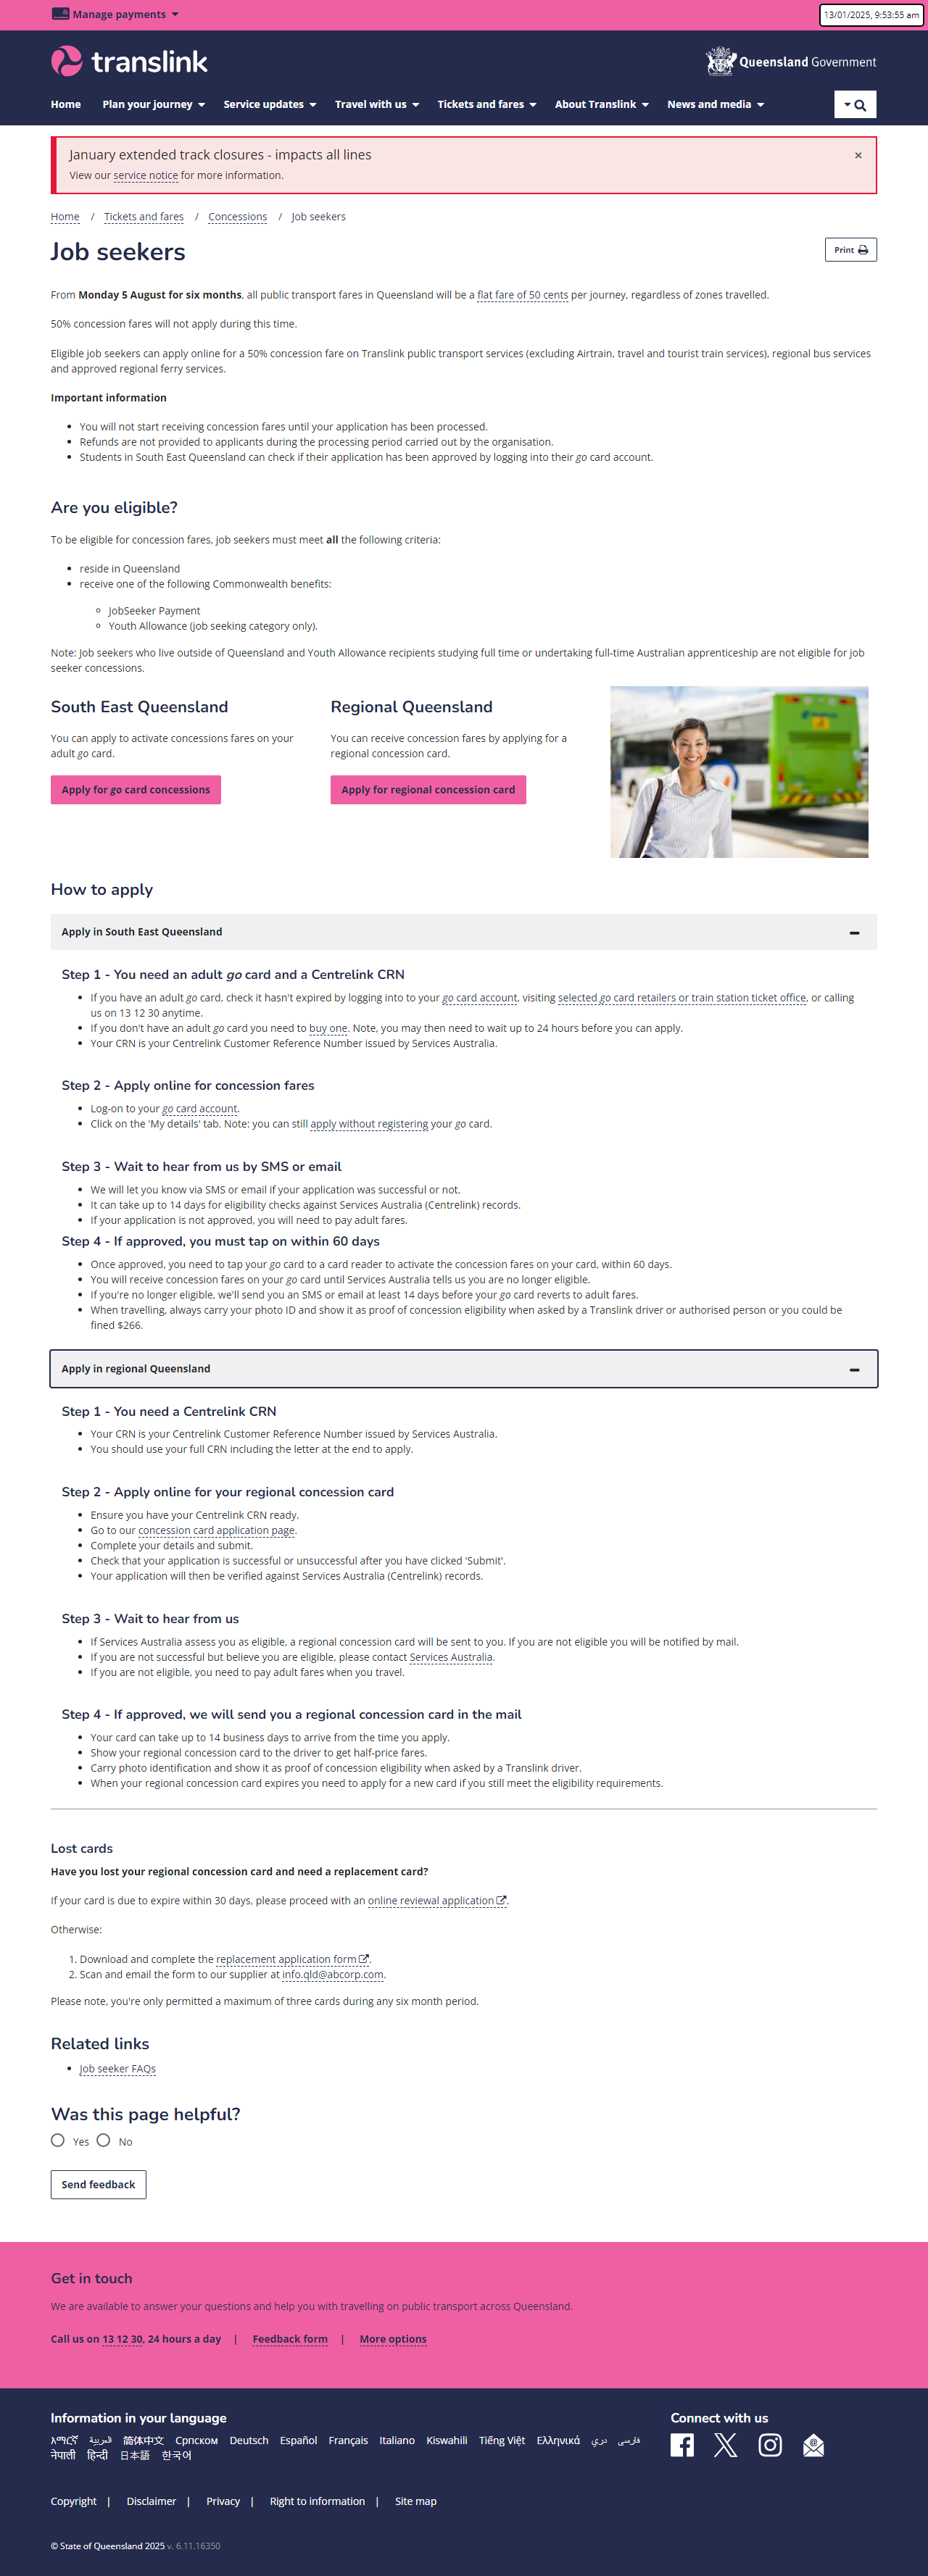 Manage payments
13/01/2025, 9:53:55 am
translink
Queensland Government
Home Plan your journey Service updates Travel with us Tickets and fares About Translink News and media
January extended track closures - impacts all lines
×
View our service notice for more information.
Home / Tickets and fares / Concessions / Job seekers
Job seekers
Print
From Monday 5 August for six months, all public transport fares in Queensland will be a flat fare of 50 cents per journey, regardless of zones travelled.
50% concession fares will not apply during this time.
Eligible job seekers can apply online for a 50% concession fare on Translink public transport services (excluding Airtrain, travel and tourist train services), regional bus services
and approved regional ferry services.
Important information
• You will not start receiving concession fares until your application has been processed.
• Refunds are not provided to applicants during the processing period carried out by the organisation.
• Students in South East Queensland can check if their application has been approved by logging into their go card account.
Are you eligible?
To be eligible for concession fares, job seekers must meet all the following criteria:
• reside in Queensland
• receive one of the following Commonwealth benefits:
◦ JobSeeker Payment
◦ Youth Allowance (job seeking category only).
Note: Job seekers who live outside of Queensland and Youth Allowance recipients studying full time or undertaking full-time Australian apprenticeship are not eligible for job
seeker concessions.
South East Queensland
You can apply to activate concessions fares on your
adult go card.
Apply for go card concessions
Regional Queensland
You can receive concession fares by applying for a
regional concession card.
Apply for regional concession card
How to apply
Apply in South East Queensland
Step 1 - You need an adult go card and a Centrelink CRN
• If you have an adult go card, check it hasn't expired by logging into to your go card account, visiting selected go card retailers or train station ticket office, or calling
us on 13 12 30 anytime.
• If you don't have an adult go card you need to buy one. Note, you may then need to wait up to 24 hours before you can apply.
• Your CRN is your Centrelink Customer Reference Number issued by Services Australia.
Step 2 - Apply online for concession fares
• Log-on to your go card account.
• Click on the 'My details' tab. Note: you can still apply without registering your go card.
Step 3 - Wait to hear from us by SMS or email
• We will let you know via SMS or email if your application was successful or not.
• It can take up to 14 days for eligibility checks against Services Australia (Centrelink) records.
• If your application is not approved, you will need to pay adult fares.
Step 4 - If approved, you must tap on within 60 days
• Once approved, you need to tap your go card to a card reader to activate the concession fares on your card, within 60 days.
• You will receive concession fares on your go card until Services Australia tells us you are no longer eligible.
• If you're no longer eligible, we'll send you an SMS or email at least 14 days before your go card reverts to adult fares.
• When travelling, always carry your photo ID and show it as proof of concession eligibility when asked by a Translink driver or authorised person or you could be
fined $266.
Apply in regional Queensland
Step 1 - You need a Centrelink CRN
• Your CRN is your Centrelink Customer Reference Number issued by Services Australia.
• You should use your full CRN including the letter at the end to apply.
Step 2 - Apply online for your regional concession card
• Ensure you have your Centrelink CRN ready.
• Go to our concession card application page.
• Complete your details and submit.
• Check that your application is successful or unsuccessful after you have clicked 'Submit'.
• Your application will then be verified against Services Australia (Centrelink) records.
Step 3 - Wait to hear from us
• If Services Australia assess you as eligible, a regional concession card will be sent to you. If you are not eligible you will be notified by mail.
• If you are not successful but believe you are eligible, please contact Services Australia.
• If you are not eligible, you need to pay adult fares when you travel.
Step 4 - If approved, we will send you a regional concession card in the mail
• Your card can take up to 14 business days to arrive from the time you apply.
• Show your regional concession card to the driver to get half-price fares.
• Carry photo identification and show it as proof of concession eligibility when asked by a Translink driver.
• When your regional concession card expires you need to apply for a new card if you still meet the eligibility requirements.
Lost cards
Have you lost your regional concession card and need a replacement card?
If your card is due to expire within 30 days, please proceed with an online reviewal application.
Otherwise:
1. Download and complete the replacement application form.
2. Scan and email the form to our supplier at info.qld@abcorp.com.
Please note, you're only permitted a maximum of three cards during any six month period.
Related links
• Job seeker FAQs
Was this page helpful?
Yes No
Send feedback
Get in touch
We are available to answer your questions and help you with travelling on public transport across Queensland.
Call us on 13 12 30, 24 hours a day | Feedback form | More options
Information in your language
አማርኛ العربية 简体中文 Српском Deutsch Español Français Italiano Kiswahili Tiếng Việt Ελληνικά دری فارسی
नेपाली हिन्दी 日本語 한국어
Connect with us
Copyright | Disclaimer | Privacy | Right to information | Site map
© State of Queensland 2025 v. 6.11.16350